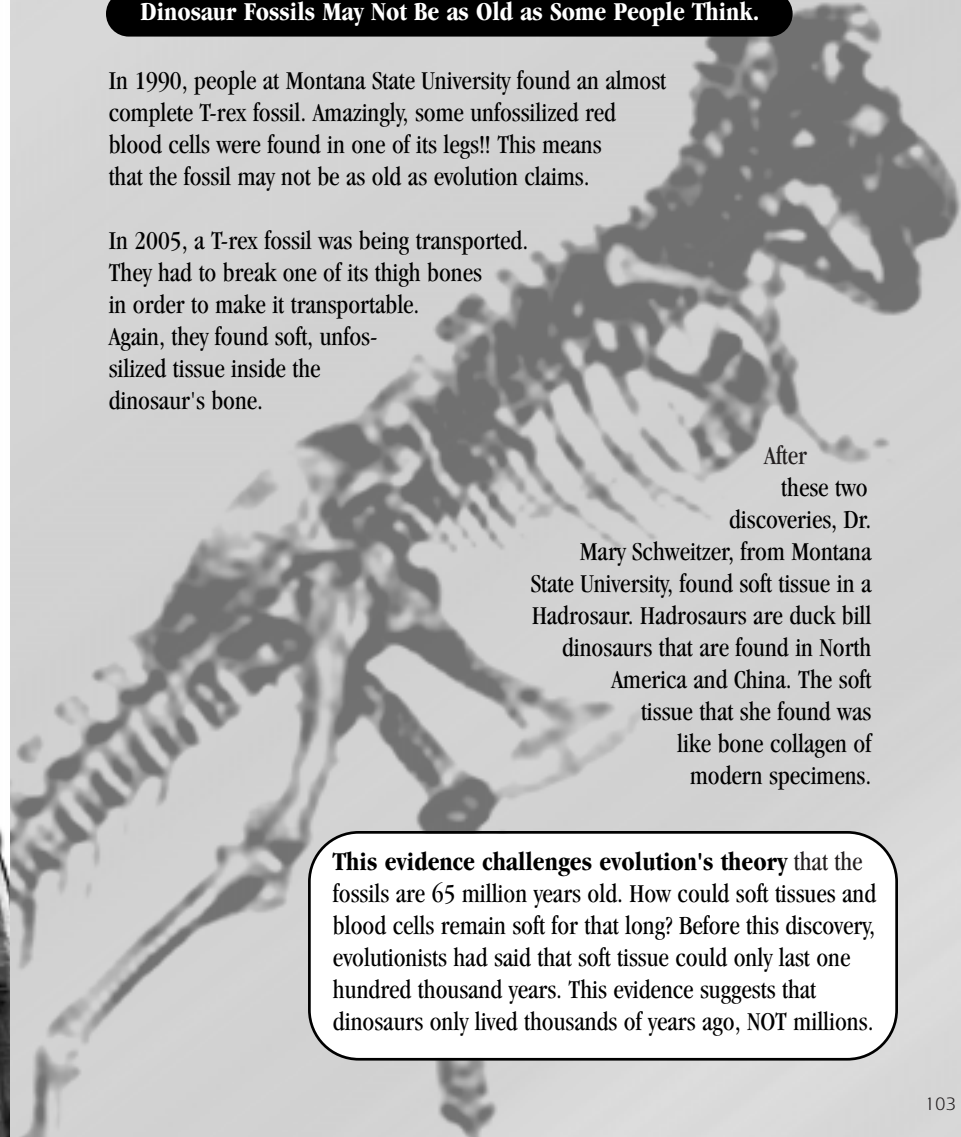 Dinosaur Fossils May Not Be as Old as Some People Think.
In 1990, people at Montana State University found an almost
complete T-rex fossil. Amazingly, some unfossilized red
blood cells were found in one of its legs!! This means
that the fossil may not be as old as evolution claims.
In 2005, a T-rex fossil was being transported.
They had to break one of its thigh bones
in order to make it transportable.
Again, they found soft, unfos-
silized tissue inside the
dinosaur's bone.
After
these two
discoveries, Dr.
Mary Schweitzer, from Montana
State University, found soft tissue in a
Hadrosaur. Hadrosaurs are duck bill
dinosaurs that are found in North
America and China. The soft
tissue that she found was
like bone collagen of
modern specimens.
This evidence challenges evolution's theory that the
fossils are 65 million years old. How could soft tissues and
blood cells remain soft for that long? Before this discovery,
evolutionists had said that soft tissue could only last one
hundred thousand years. This evidence suggests that
dinosaurs only lived thousands of years ago, NOT millions.
103